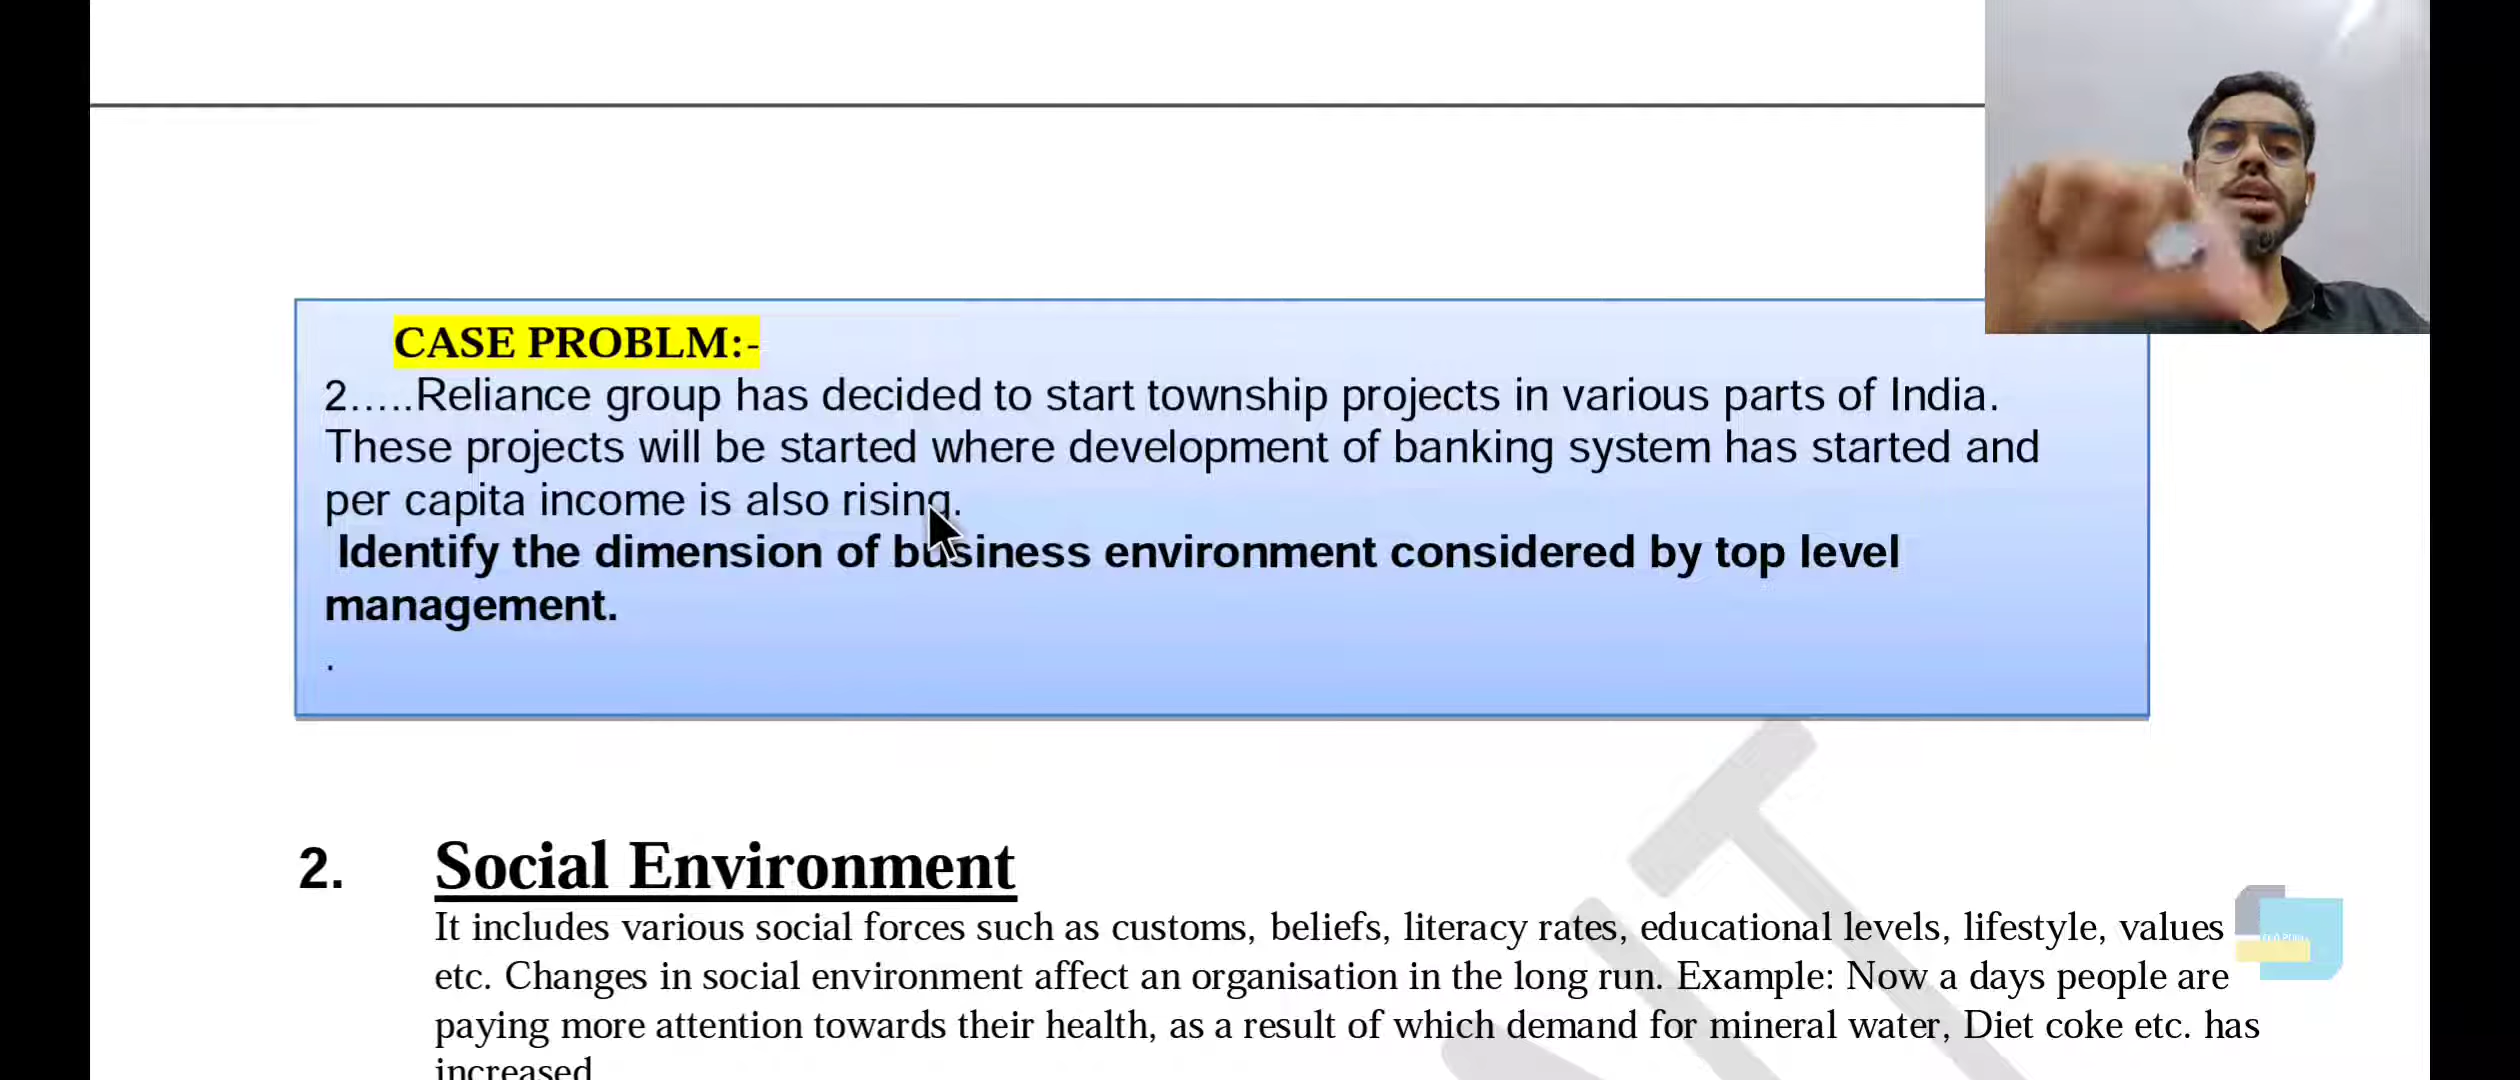 CASE PROBLM:-
2.....Reliance group has decided to start township projects in various parts of India.
These projects will be started where development of banking system has started and
per capita income is also rising.
Identify the dimension of business environment considered by top level
management.
.
2. Social Environment
It includes various social forces such as customs, beliefs, literacy rates, educational levels, lifestyle, values
etc. Changes in social environment affect an organisation in the long run. Example: Now a days people are
paying more attention towards their health, as a result of which demand for mineral water, Diet coke etc. has
increased